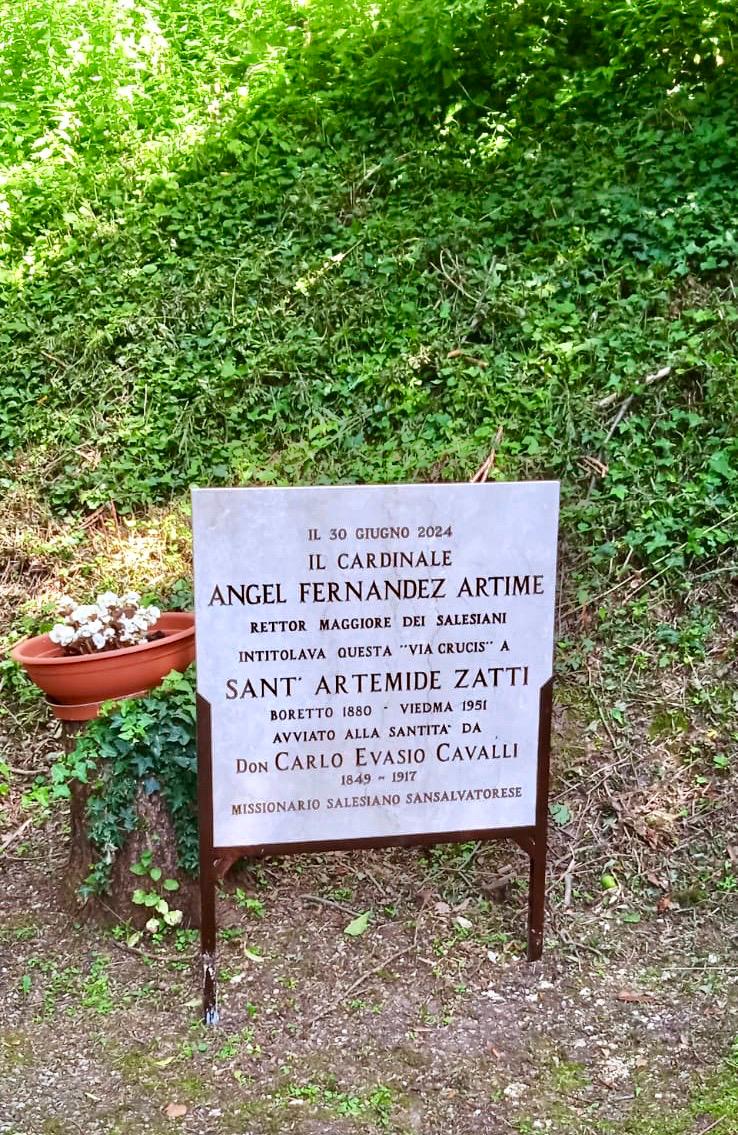 IL 30 GIUGNO 2024
IL CARDINALE
ANGEL FERNANDEZ ARTIME
RETTOR MAGGIORE DEI SALESIANI
INTITOLAVA QUESTA "VIA CRUCIS" A
SANT' ARTEMIDE ZATTI
BORETTO 1880 - VIEDMA 1951
AVVIATO ALLA SANTITA' DA
DON CARLO EVASIO CAVALLI
1849 ~ 1917
MISSIONARIO SALESIANO SANSALVATORESE